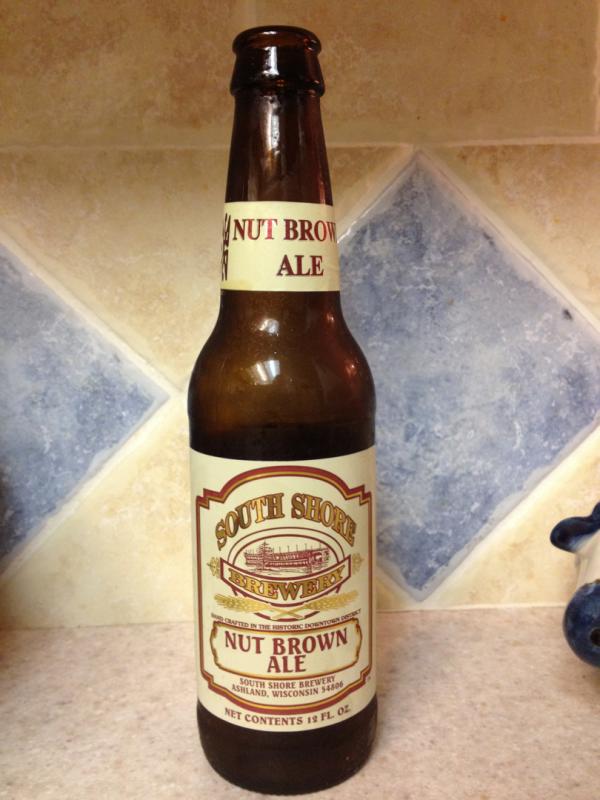 NUT BROW
ALE
SOUTH SHORE
BREWERY
HAND CRAFTED IN THE HISTORIC DOWNTOWN DISTRICT
NUT BROWN
ALE
SOUTH SHORE BREWERY
ASHLAND, WISCONSIN 54806
NET CONTENTS 12 FL. OZ.